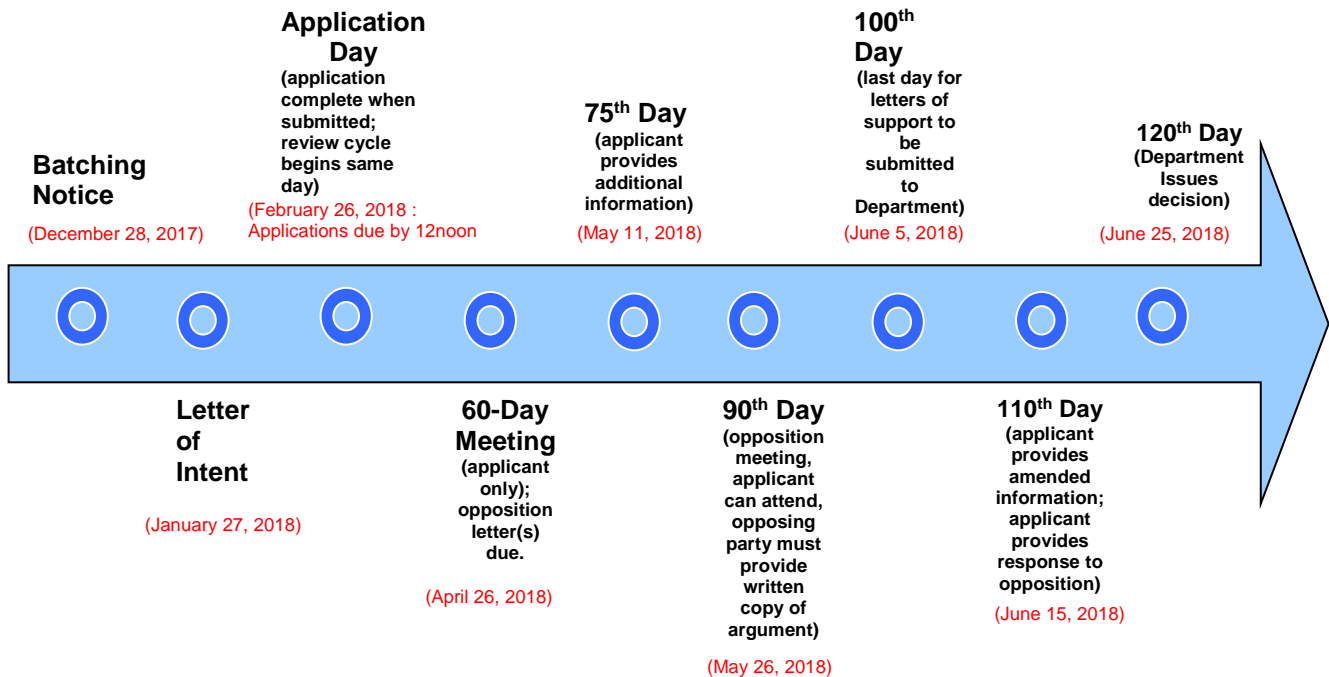 Batching
Notice
(December 28, 2017)
Letter
of
Intent
(January 27, 2018)
Application
Day
(application
complete when
submitted;
review cycle
begins same
day)
(February 26, 2018 :
Applications due by 12noon
60-Day
Meeting
(applicant
only);
opposition
letter(s)
due.
(April 26, 2018)
75th Day
(applicant
provides
additional
information)
(May 11, 2018)
90th Day
(opposition
meeting,
applicant
can attend,
opposing
party must
provide
written
copy of
argument)
(May 26, 2018)
100th
Day
(last day for
letters of
support to
be
submitted
to
Department)
(June 5, 2018)
110th Day
(applicant
provides
amended
information;
applicant
provides
response to
opposition)
(June 15, 2018)
120th Day
(Department
Issues
decision)
(June 25, 2018)